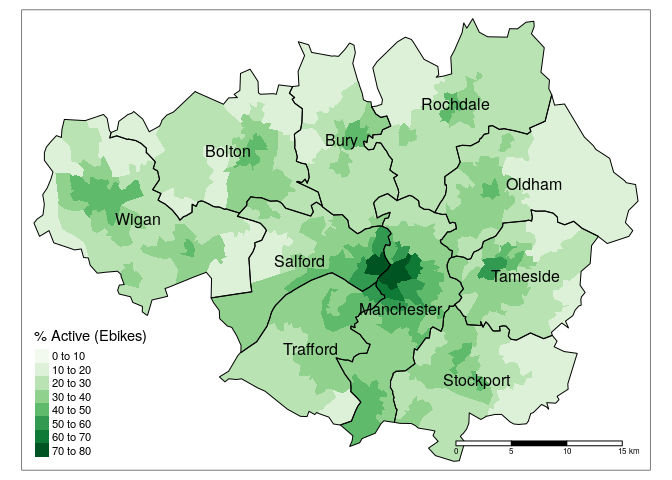 Rochdale
Bury
Bolton
Oldham
Wigan
Salford
Tameside
Manchester
Trafford
Stockport
% Active (Ebikes)
0 to 10
10 to 20
20 to 30
30 to 40
40 to 50
50 to 60
60 to 70
70 to 80
0 5 10 15 km